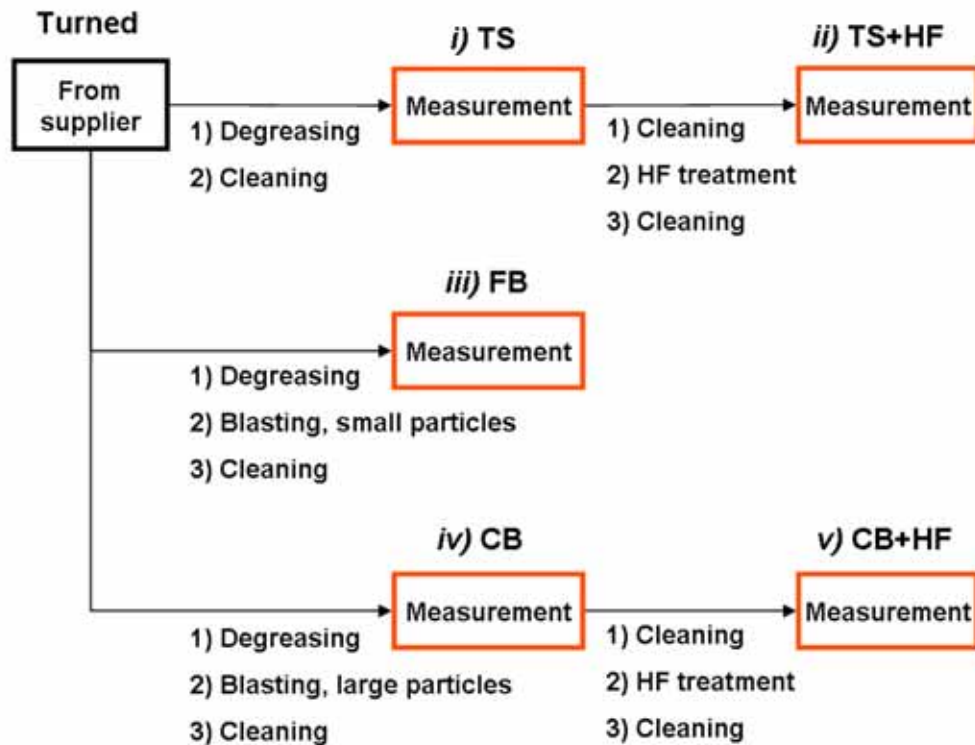 Turned
From
supplier
i) TS
Measurement
ii) TS+HF
Measurement
1) Degreasing
2) Cleaning
1) Cleaning
2) HF treatment
3) Cleaning
iii) FB
Measurement
1) Degreasing
2) Blasting, small particles
3) Cleaning
iv) CB
Measurement
v) CB+HF
Measurement
1) Degreasing
2) Blasting, large particles
3) Cleaning
1) Cleaning
2) HF treatment
3) Cleaning